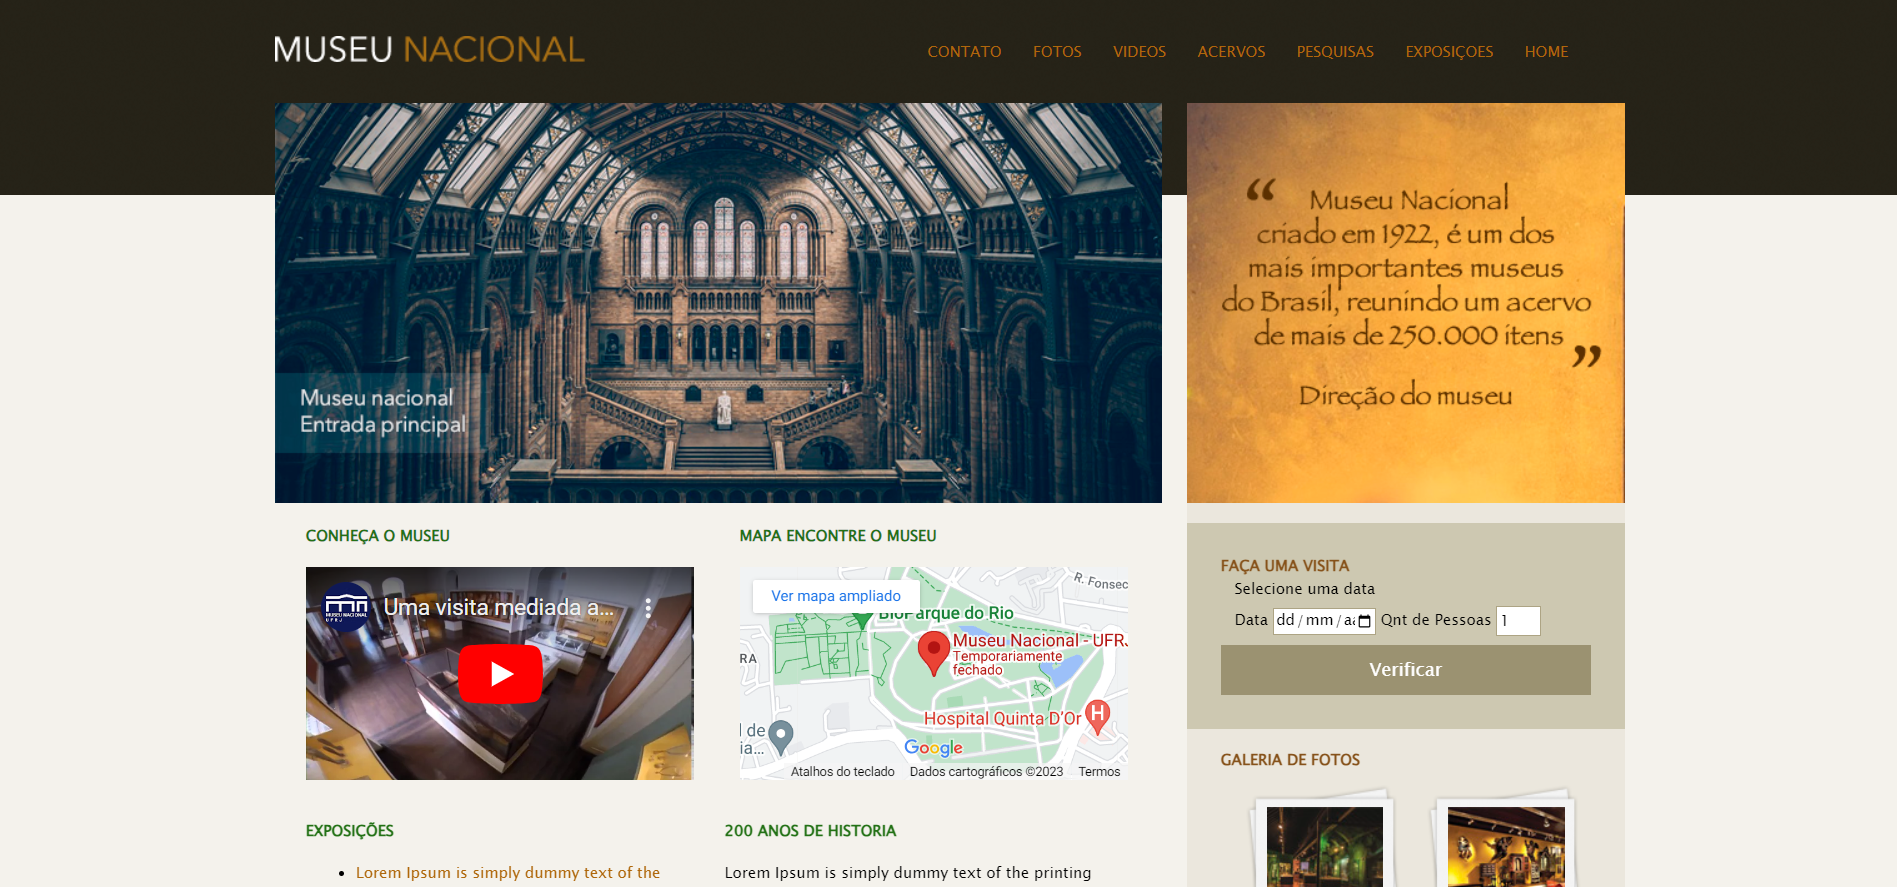 MUSEU NACIONAL
CONTATO FOTOS VIDEOS ACERVOS PESQUISAS EXPOSIÇOES HOME
Museu nacional
Entrada principal
“ Museu Nacional
criado em 1922, é um dos
mais importantes museus
do Brasil, reunindo um acervo
de mais de 250.000 itens ”
Direção do museu
CONHEÇA O MUSEU
MUSEU NACIONAL
UFRJ
Uma visita mediada a...
MAPA ENCONTRE O MUSEU
R. Fonsec
Ver mapa ampliado
BioParque do Rio
Museu Nacional - UFRJ
Temporariamente
fechado
RA
Hospital Quinta D'Or
H
l de
ia...
Google
Atalhos do teclado Dados cartográficos ©2023 Termos
FAÇA UMA VISITA
Selecione uma data
Data dd/mm/aa Qnt de Pessoas 1
Verificar
GALERIA DE FOTOS
EXPOSIÇÕES
Lorem Ipsum is simply dummy text of the
200 ANOS DE HISTORIA
Lorem Ipsum is simply dummy text of the printing